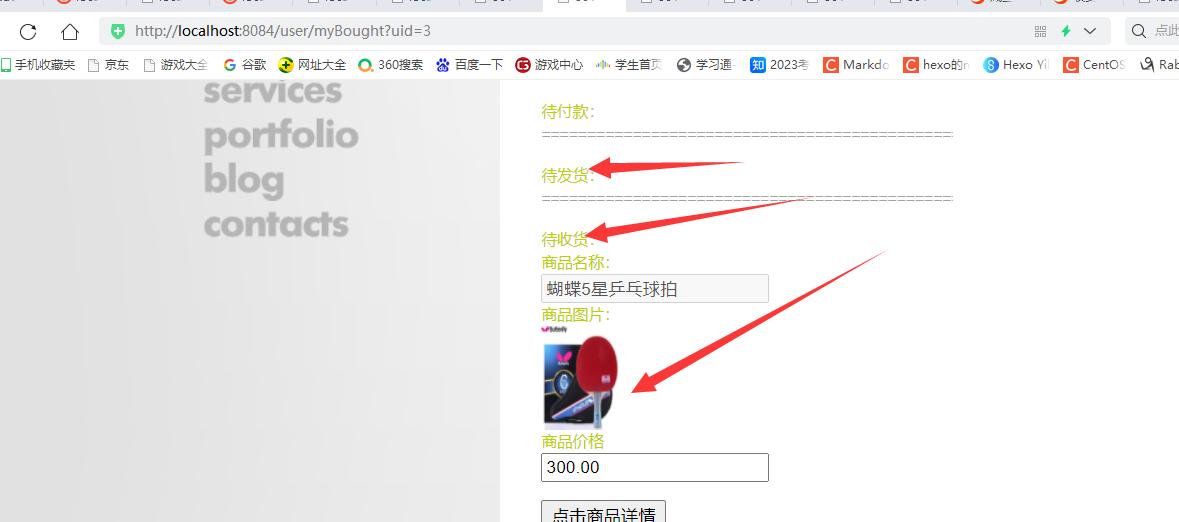 http://localhost:8084/user/myBought?uid=3
点此
手机收藏夹 京东 游戏大全 谷歌 网址大全 360搜索 百度一下 游戏中心 学生首页 学习通- 2023考 Markdo hexo的n Hexo Yil CentOS Rab
services
portfolio
blog
contacts
待付款:
待发货:
待收货:
商品名称:
蝴蝶5星乒乓球拍
商品图片:
Butterfly
商品价格
300.00
点击商品详情